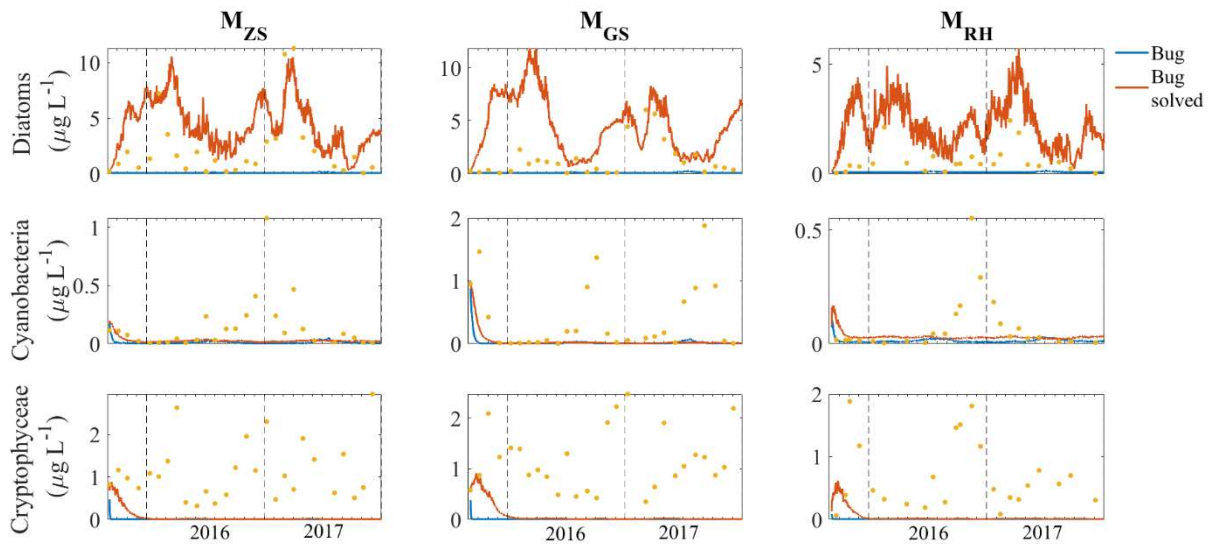 M_ZS M_GS M_RH
Bug
Bug
solved
Diatoms
(µg L⁻¹)
10
5
0
10
5
0
5
0
Cyanobacteria
(µg L⁻¹)
1
0.5
0
2
1
0
0.5
0
Cryptophyceae
(µg L⁻¹)
2
1
0
2
1
0
2
1
0
2016 2017 2016 2017 2016 2017